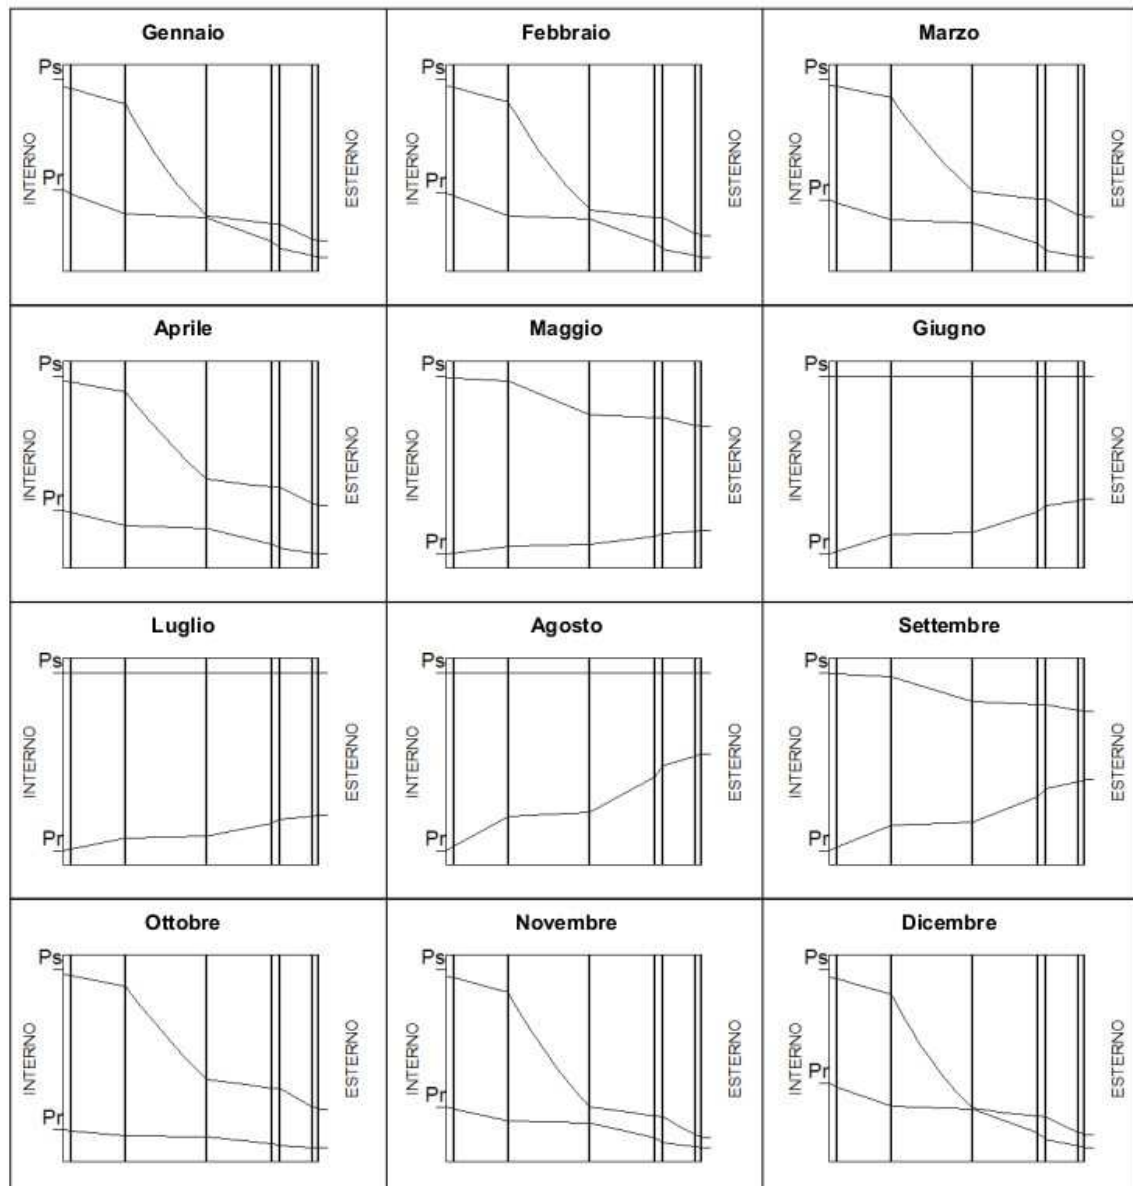 Gennaio
Febbraio
Marzo
Ps
Pr
INTERNO
ESTERNO
Ps
Pr
INTERNO
ESTERNO
Ps
Pr
INTERNO
ESTERNO
Aprile
Maggio
Giugno
Ps
Pr
INTERNO
ESTERNO
Ps
Pr
INTERNO
ESTERNO
Ps
Pr
INTERNO
ESTERNO
Luglio
Agosto
Settembre
Ps
Pr
INTERNO
ESTERNO
Ps
Pr
INTERNO
ESTERNO
Ps
Pr
INTERNO
ESTERNO
Ottobre
Novembre
Dicembre
Ps
Pr
INTERNO
ESTERNO
Ps
Pr
INTERNO
ESTERNO
Ps
Pr
INTERNO
ESTERNO